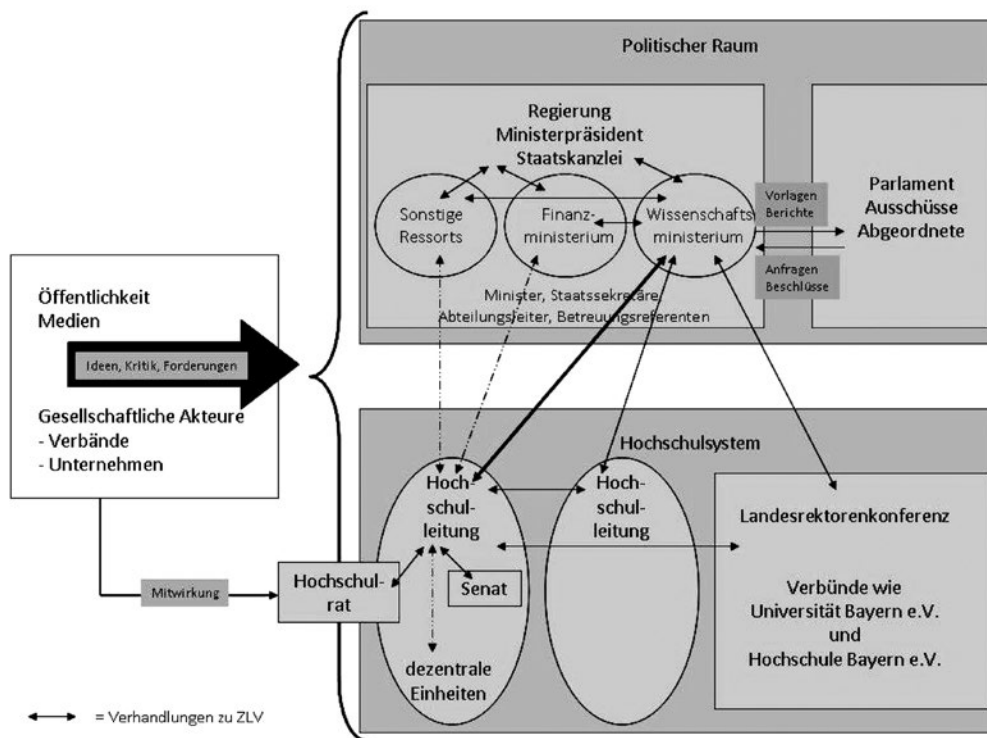 Politischer Raum
Regierung
Ministerpräsident
Staatskanzlei
Sonstige
Ressorts
Finanz-
ministerium
Wissenschafts
ministerium
Minister, Staatssekretäre,
Abteilungsleiter, Betreuungsreferenten
Vorlagen
Berichte
Anfragen
Beschlüsse
Parlament
Ausschüsse
Abgeordnete
Öffentlichkeit
Medien
Ideen, Kritik, Forderungen
Gesellschaftliche Akteure
- Verbände
- Unternehmen
Mitwirkung
Hochschul-
rat
Hochschulsystem
Hoch-
schul-
leitung
Senat
dezentrale
Einheiten
Hoch-
schul-
leitung
Landesrektorenkonferenz
Verbünde wie
Universität Bayern e.V.
und
Hochschule Bayern e.V.
= Verhandlungen zu ZLV